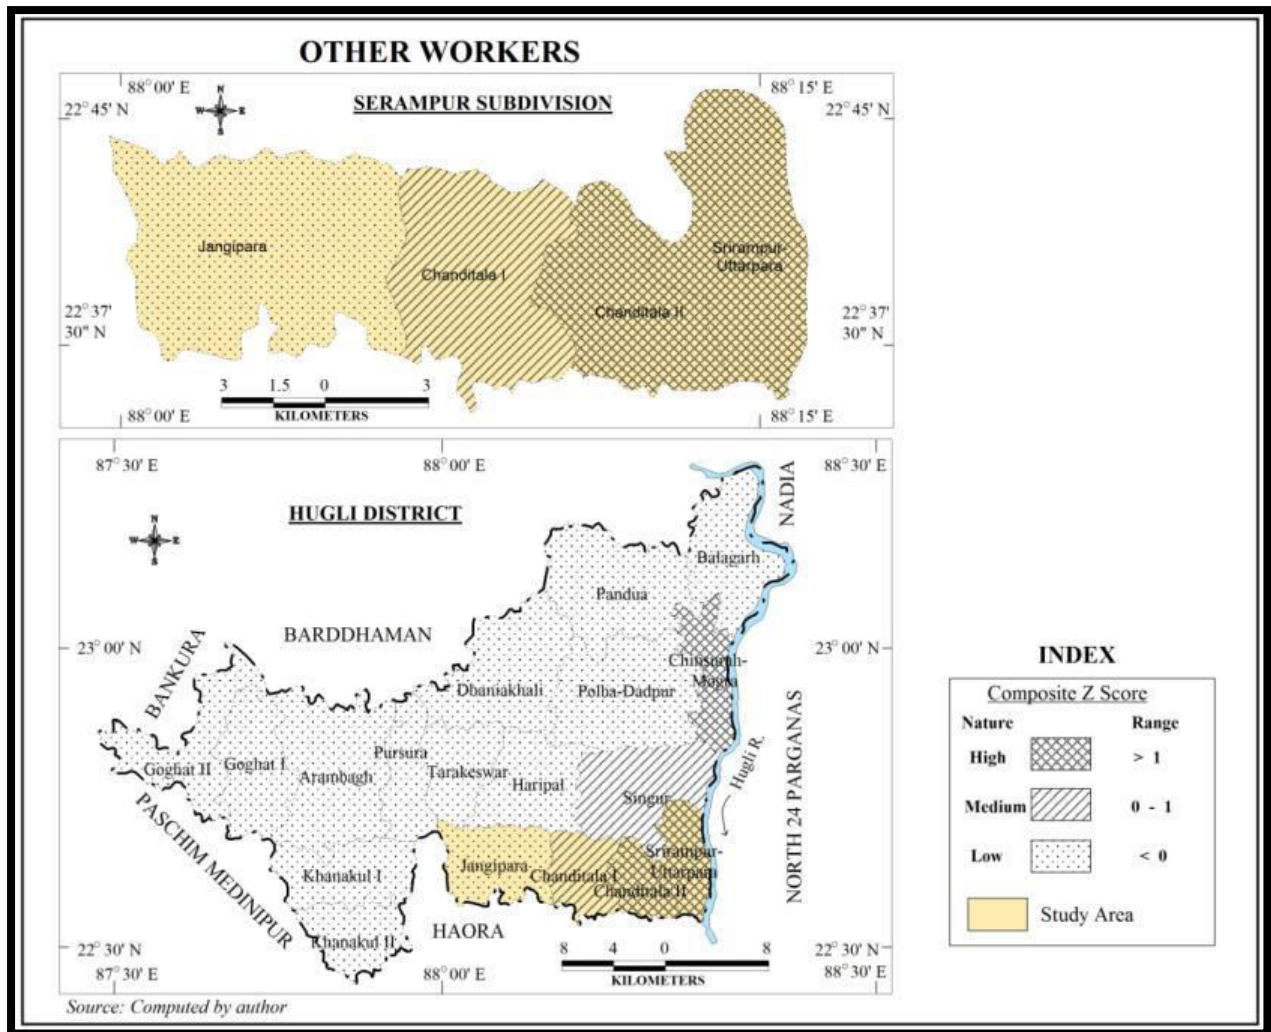 OTHER WORKERS
SERAMPUR SUBDIVISION
88°00' E
88°15' E
22°45' N
22°45' N
N
W
E
S
Jangipara
Chanditala I
Srirampur-
Uttarpara
Chanditala II
22°37'
30" N
22°37'
30" N
3 1.5 0 3
KILOMETERS
88°00' E
88°15' E
87°30' E
88°00' E
88°30' E
HUGLI DISTRICT
N
W
E
S
NADIA
Balagarh
Pandua
BARDDHAMAN
BANKURA
23°00' N
23°00' N
Chinsurah-
Mogra
Dhaniakhali
Polba-Dadpur
Pursura
Goghat II
Goghat I
Arambagh
Tarakeswar
Haripal
Singur
Hugli R.
NORTH 24 PARGANAS
PASCHIM MEDINIPUR
Khanakul I
Jangipara
Chanditala I
Srirampur-
Uttarpara
Chanditala II
Khanakul II
HAORA
22°30' N
87°30' E
88°00' E
22°30' N
88°30' E
8 4 0 8
KILOMETERS
Source: Computed by author
INDEX
Composite Z Score
Nature Range
High > 1
Medium 0 - 1
Low < 0
Study Area